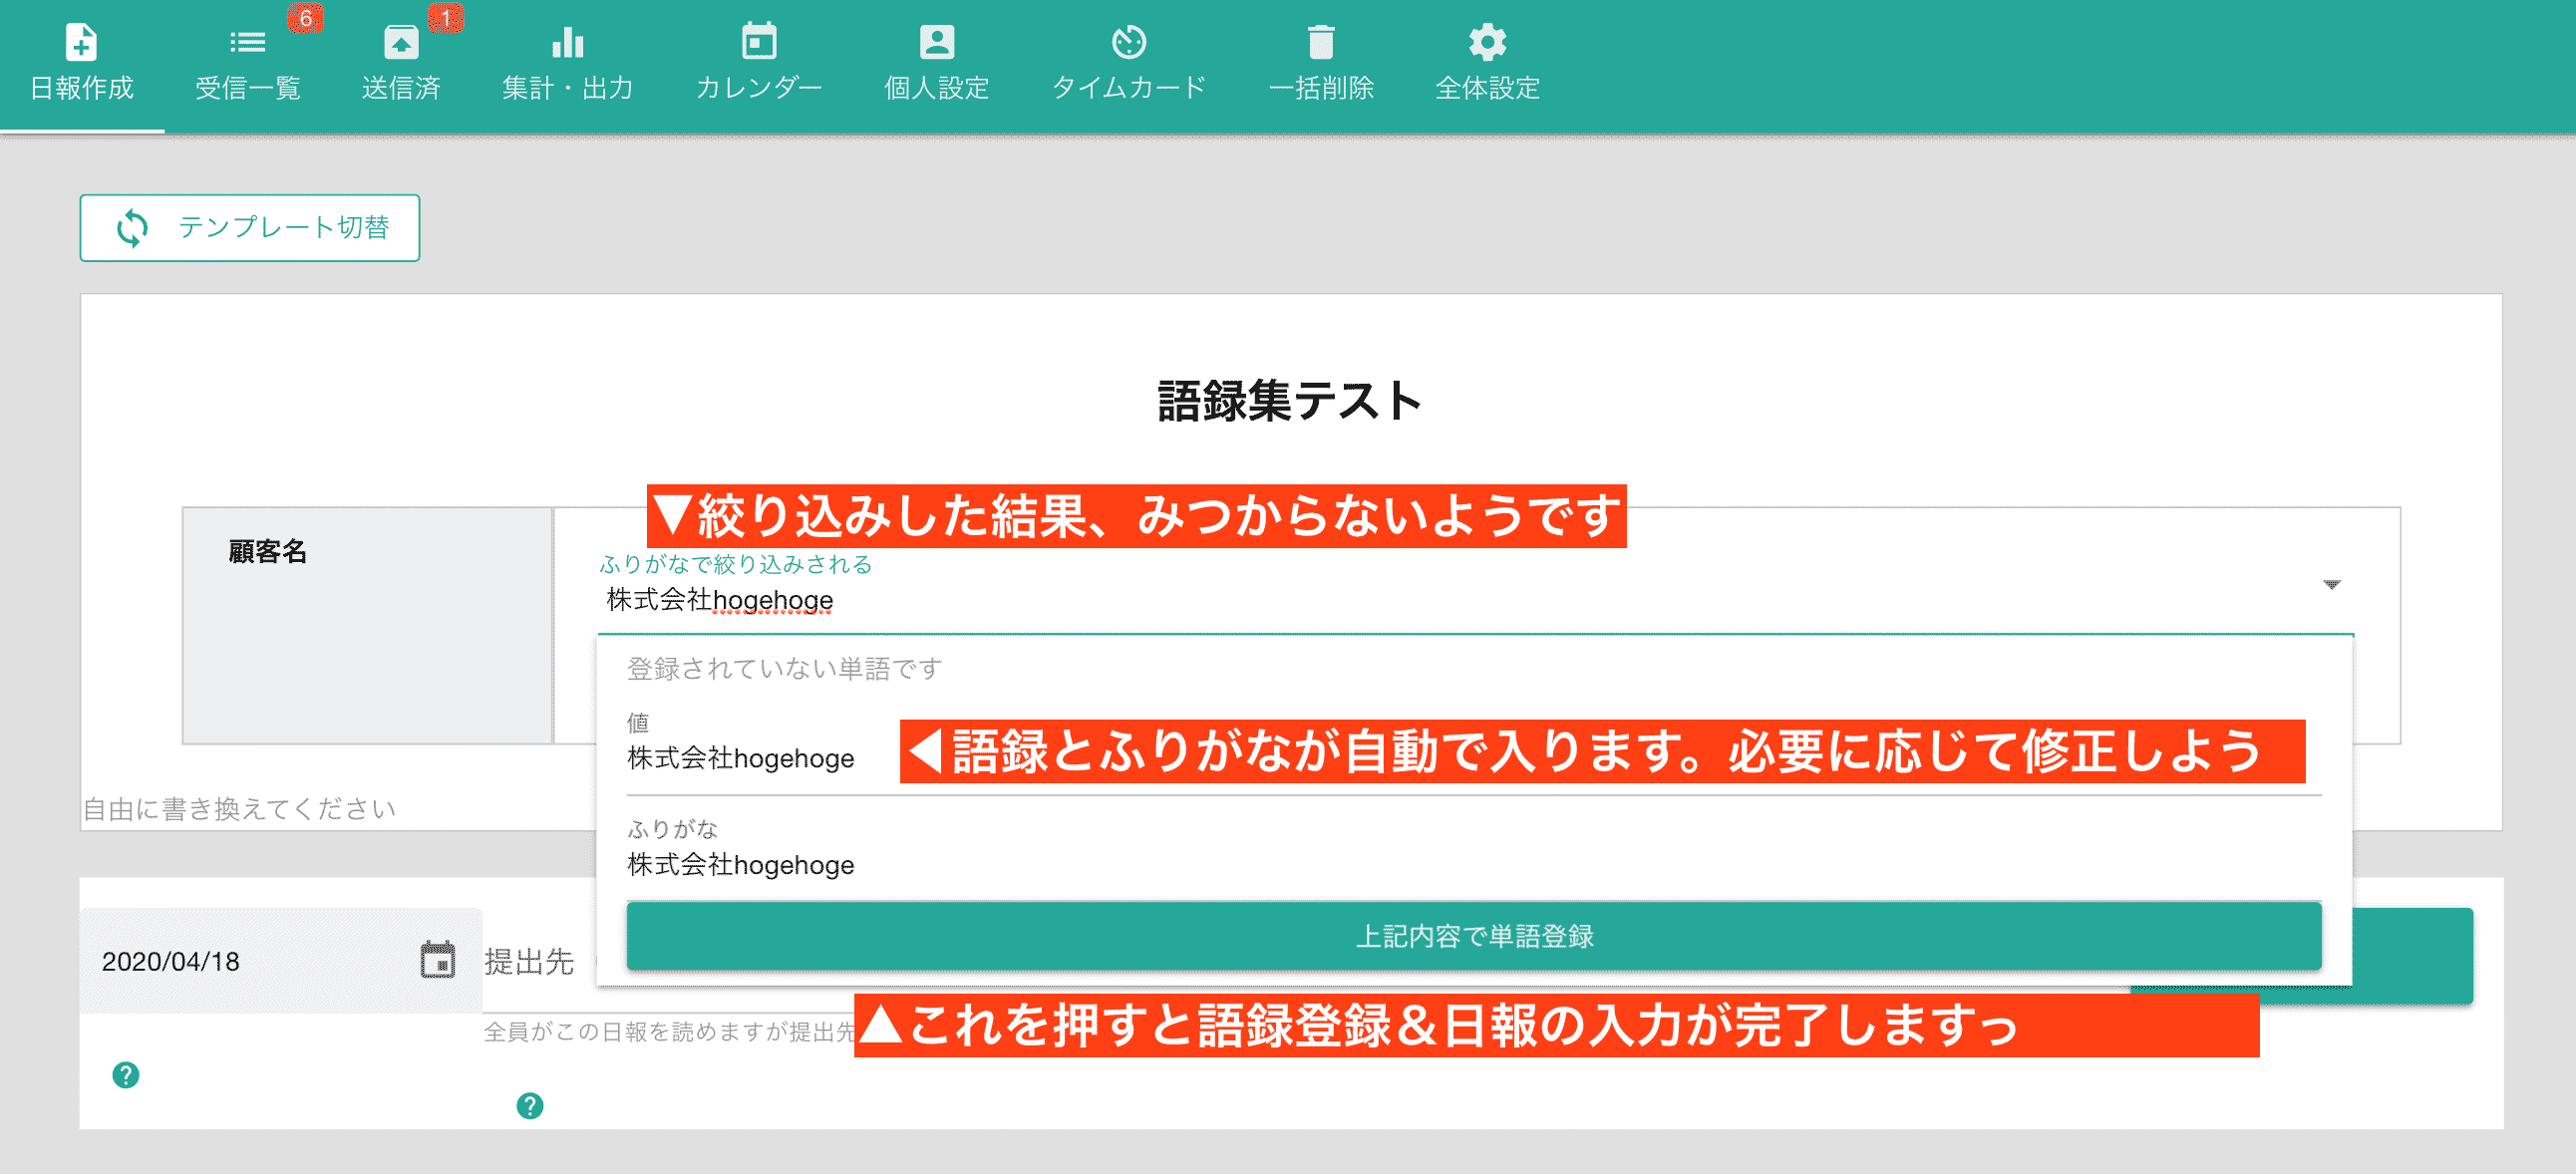 6
1
日報作成
受信一覧
送信済
集計・出力
カレンダー
個人設定
タイムカード
一括削除
全体設定
テンプレート切替
語録集テスト
▼絞り込みした結果、みつからないようです
顧客名
ふりがなで絞り込みされる
株式会社hogehoge
登録されていない単語です
値
株式会社hogehoge
◀語録とふりがなが自動で入ります。必要に応じて修正しよう
自由に書き換えてください
ふりがな
株式会社hogehoge
上記内容で単語登録
2020/04/18
提出先
全員がこの日報を読めますが提出先
▲これを押すと語録登録＆日報の入力が完了しますっ
?
?